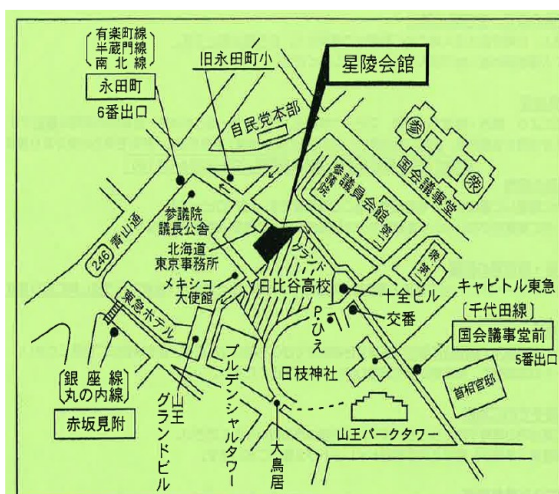 有楽町線
半蔵門線
南北線
永田町
6番出口
旧永田町小
星陵会館
自民党本部
参
衆
国会議事堂
参議院
議員会館
第二
衆
第一
参議院
議長公舎
北海道
東京事務所
グランド
青山通
246
メキシコ
大使館
日比谷高校
十全ビル
キャピトル東急
東急ホテル
P.ひえ
交番
千代田線
国会議事堂前
5番出口
日枝神社
首相官邸
銀座線
丸の内線
赤坂見附
山王
グランドビル
プルデンシャルタワー
大鳥居
山王パークタワー